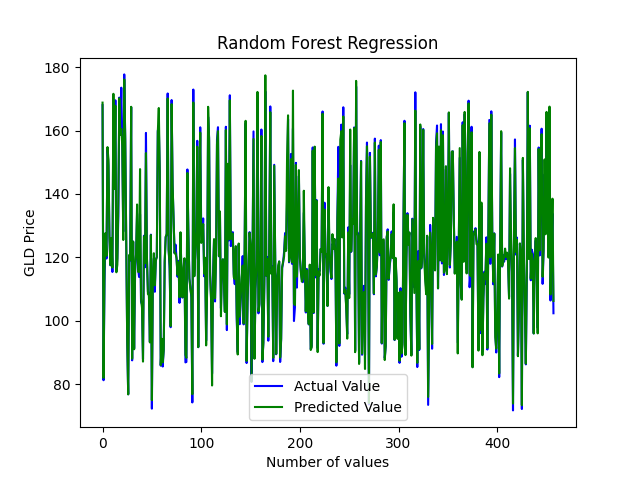 Random Forest Regression
GLD Price
180
160
140
120
100
80
0
100
200
300
400
Number of values
Actual Value
Predicted Value